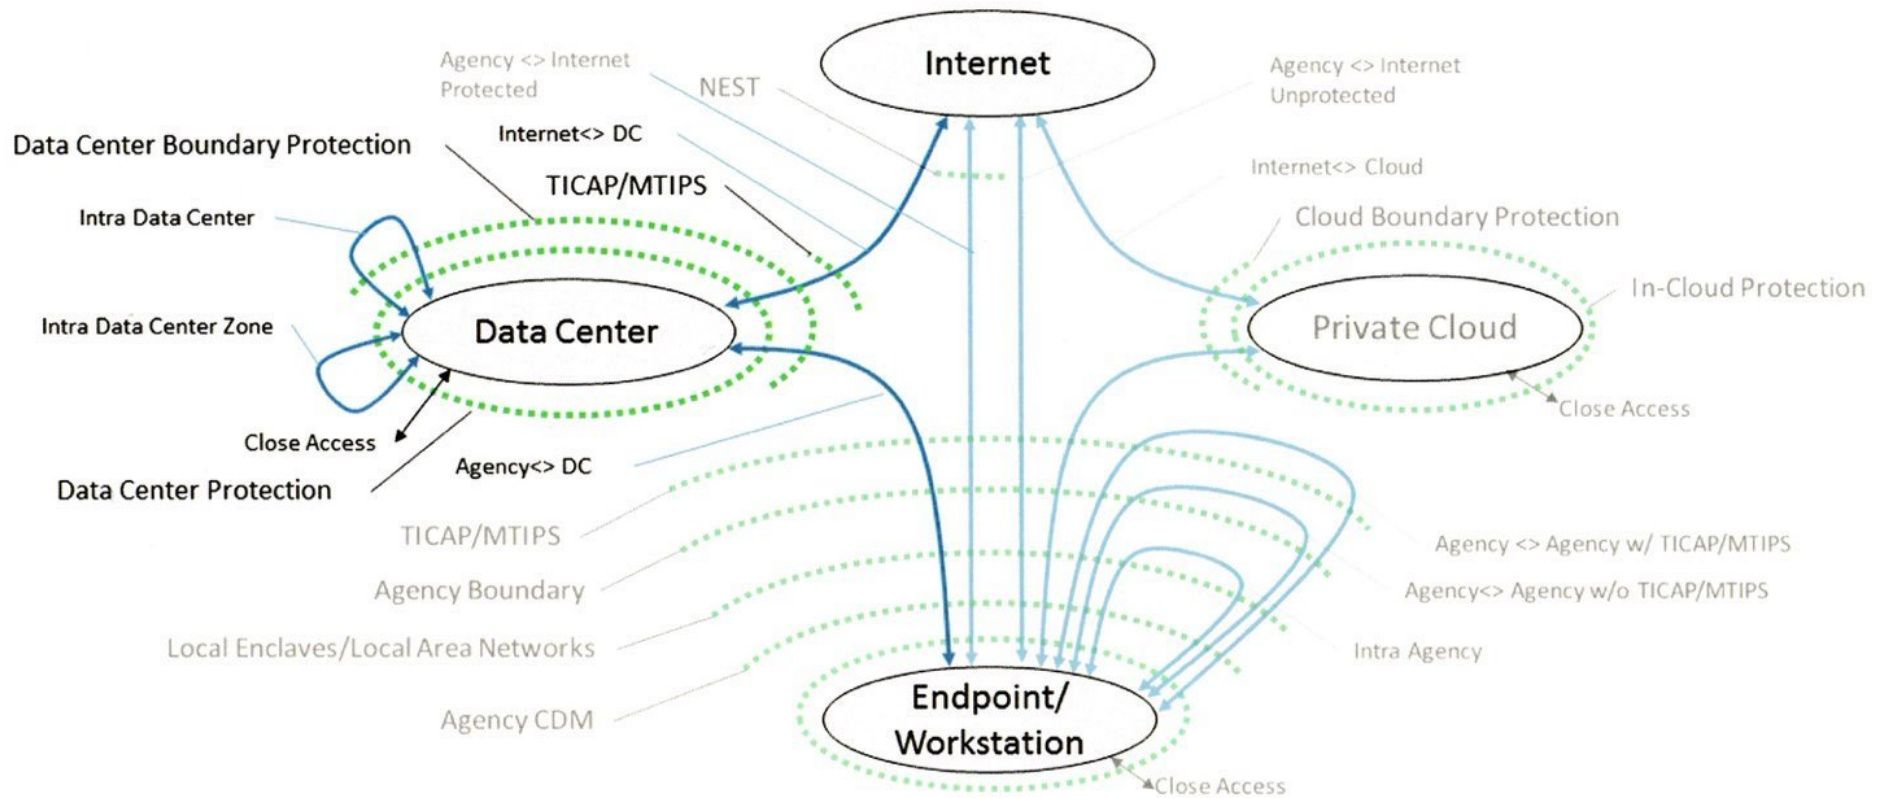 Internet
Agency <> Internet
Protected
NEST
Agency <> Internet
Unprotected
Internet<> DC
Data Center Boundary Protection
TICAP/MTIPS
Internet<> Cloud
Intra Data Center
Cloud Boundary Protection
In-Cloud Protection
Intra Data Center Zone
Data Center
Private Cloud
Close Access
Close Access
Agency<> DC
Data Center Protection
TICAP/MTIPS
Agency <> Agency w/ TICAP/MTIPS
Agency Boundary
Agency<> Agency w/o TICAP/MTIPS
Local Enclaves/Local Area Networks
Intra Agency
Agency CDM
Endpoint/
Workstation
Close Access